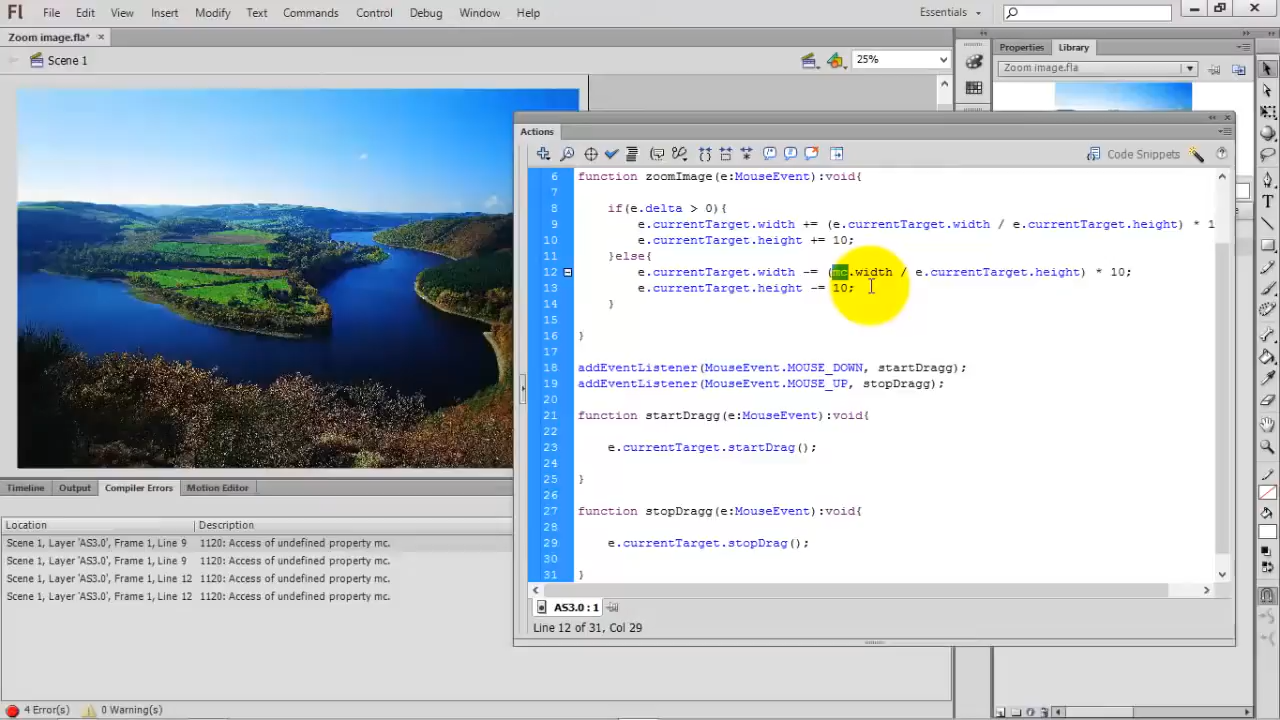 Fl File Edit View Insert Modify Text Commands Control Debug Window Help Essentials
Zoom image.fla* ×
Scene 1
25%
Properties Library
Zoom image.fla
Actions
Code Snippets
6 function zoomImage(e:MouseEvent):void{
7
8 if(e.delta > 0){
9 e.currentTarget.width += (e.currentTarget.width / e.currentTarget.height) * 1
10 e.currentTarget.height += 10;
11 }else{
12 e.currentTarget.width -= (mc.width / e.currentTarget.height) * 10;
13 e.currentTarget.height -= 10;
14 }
15
16 }
17
18 addEventListener(MouseEvent.MOUSE_DOWN, startDragg);
19 addEventListener(MouseEvent.MOUSE_UP, stopDragg);
20
21 function startDragg(e:MouseEvent):void{
22
23 e.currentTarget.startDrag();
24
25 }
26
27 function stopDragg(e:MouseEvent):void{
28
29 e.currentTarget.stopDrag();
30
31 }
AS3.0 : 1
Line 12 of 31, Col 29
Timeline Output Compiler Errors Motion Editor
Location Description
Scene 1, Layer 'AS3.0', Frame 1, Line 9 1120: Access of undefined property mc.
Scene 1, Layer 'AS3.0', Frame 1, Line 9 1120: Access of undefined property mc.
Scene 1, Layer 'AS3.0', Frame 1, Line 12 1120: Access of undefined property mc.
Scene 1, Layer 'AS3.0', Frame 1, Line 12 1120: Access of undefined property mc.
4 Error(s) 0 Warning(s)